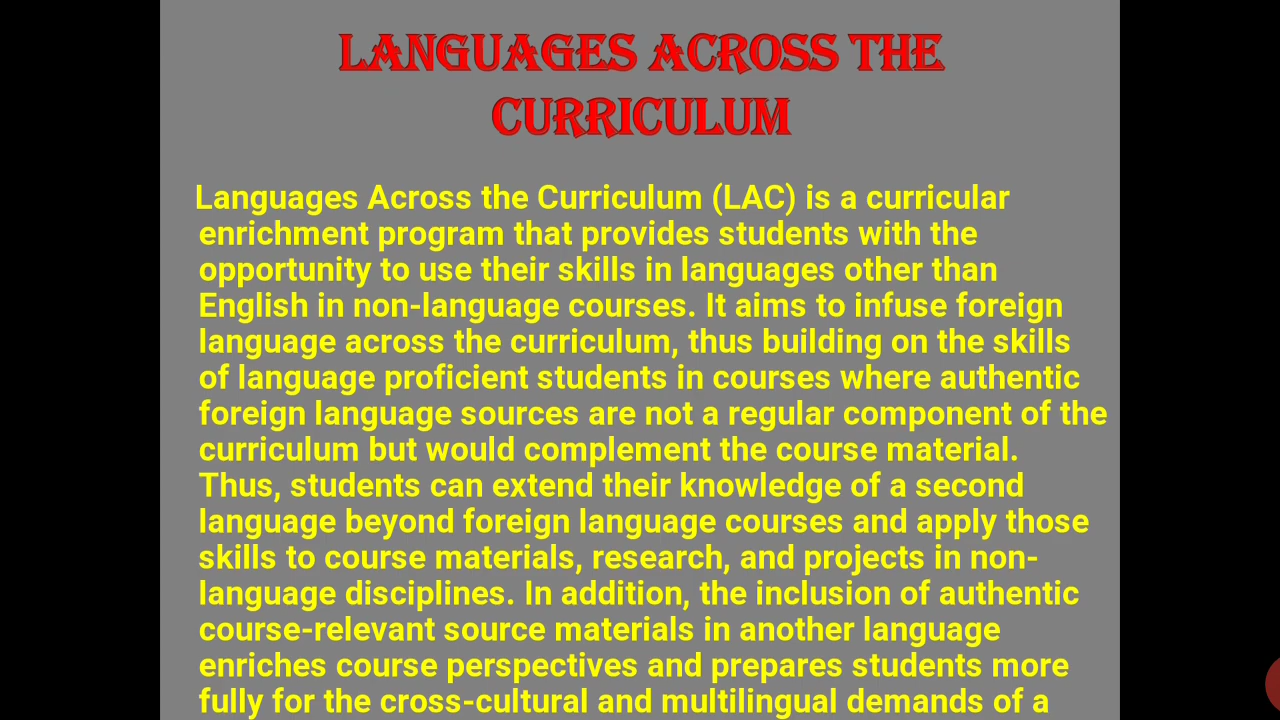 LANGUAGES ACROSS THE
CURRICULUM
Languages Across the Curriculum (LAC) is a curricular
enrichment program that provides students with the
opportunity to use their skills in languages other than
English in non-language courses. It aims to infuse foreign
language across the curriculum, thus building on the skills
of language proficient students in courses where authentic
foreign language sources are not a regular component of the
curriculum but would complement the course material.
Thus, students can extend their knowledge of a second
language beyond foreign language courses and apply those
skills to course materials, research, and projects in non-
language disciplines. In addition, the inclusion of authentic
course-relevant source materials in another language
enriches course perspectives and prepares students more
fully for the cross-cultural and multilingual demands of a